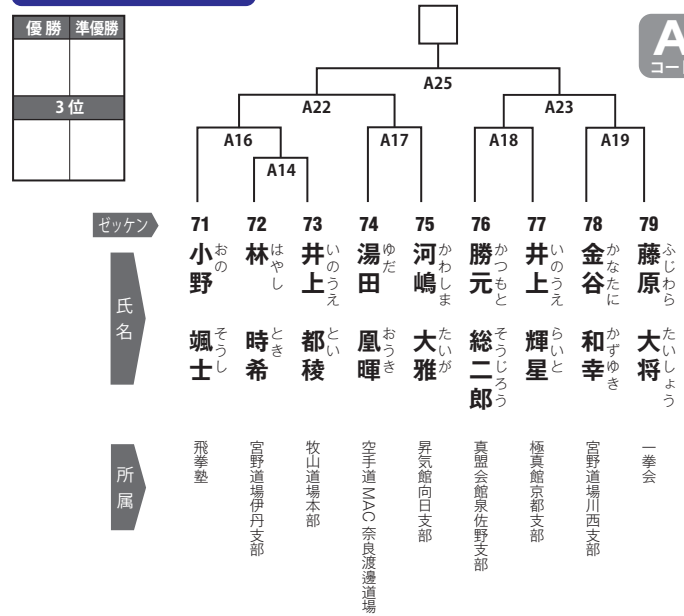 優勝 準優勝
3位
A
A25
A22 A23
A16 A17 A18 A19
A14
ゼッケン 71 72 73 74 75 76 77 78 79
氏名
小野 颯士 おの そうし
林 時希 はやし とき
井上 都稜 いのうえ とい
湯田 凰暉 ゆだ おうき
河嶋 大雅 かわしま たいが
勝元 総二郎 かつもと そうじろう
井上 輝星 いのうえ らいと
金谷 和幸 かなたに かずゆき
藤原 大将 ふじわら たいしょう
所属
飛拳塾
宮野道場伊丹支部
牧山道場本部
空手道MAC 奈良渡邊道場
昇気館向日支部
真盟会館泉佐野支部
極真館京都支部
宮野道場川西支部
一拳会